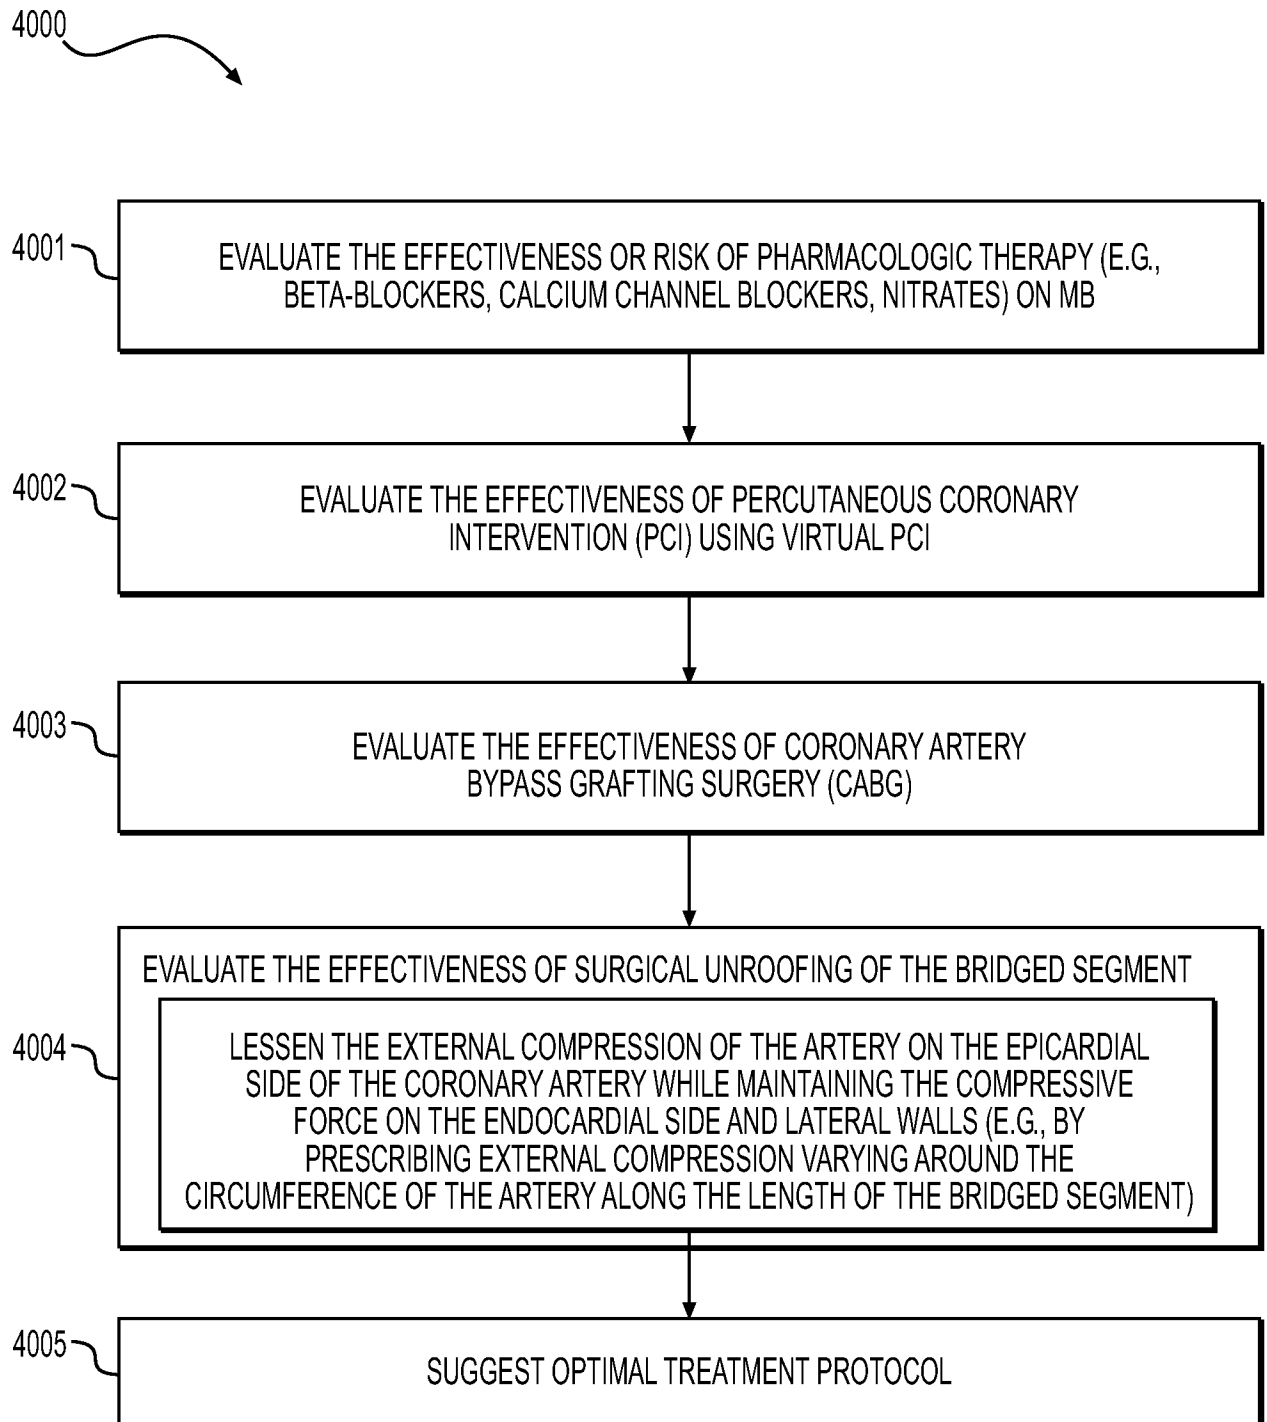 4000
4001
EVALUATE THE EFFECTIVENESS OR RISK OF PHARMACOLOGIC THERAPY (E.G.,
BETA-BLOCKERS, CALCIUM CHANNEL BLOCKERS, NITRATES) ON MB
4002
EVALUATE THE EFFECTIVENESS OF PERCUTANEOUS CORONARY
INTERVENTION (PCI) USING VIRTUAL PCI
4003
EVALUATE THE EFFECTIVENESS OF CORONARY ARTERY
BYPASS GRAFTING SURGERY (CABG)
4004
EVALUATE THE EFFECTIVENESS OF SURGICAL UNROOFING OF THE BRIDGED SEGMENT
LESSEN THE EXTERNAL COMPRESSION OF THE ARTERY ON THE EPICARDIAL
SIDE OF THE CORONARY ARTERY WHILE MAINTAINING THE COMPRESSIVE
FORCE ON THE ENDOCARDIAL SIDE AND LATERAL WALLS (E.G., BY
PRESCRIBING EXTERNAL COMPRESSION VARYING AROUND THE
CIRCUMFERENCE OF THE ARTERY ALONG THE LENGTH OF THE BRIDGED SEGMENT)
4005
SUGGEST OPTIMAL TREATMENT PROTOCOL